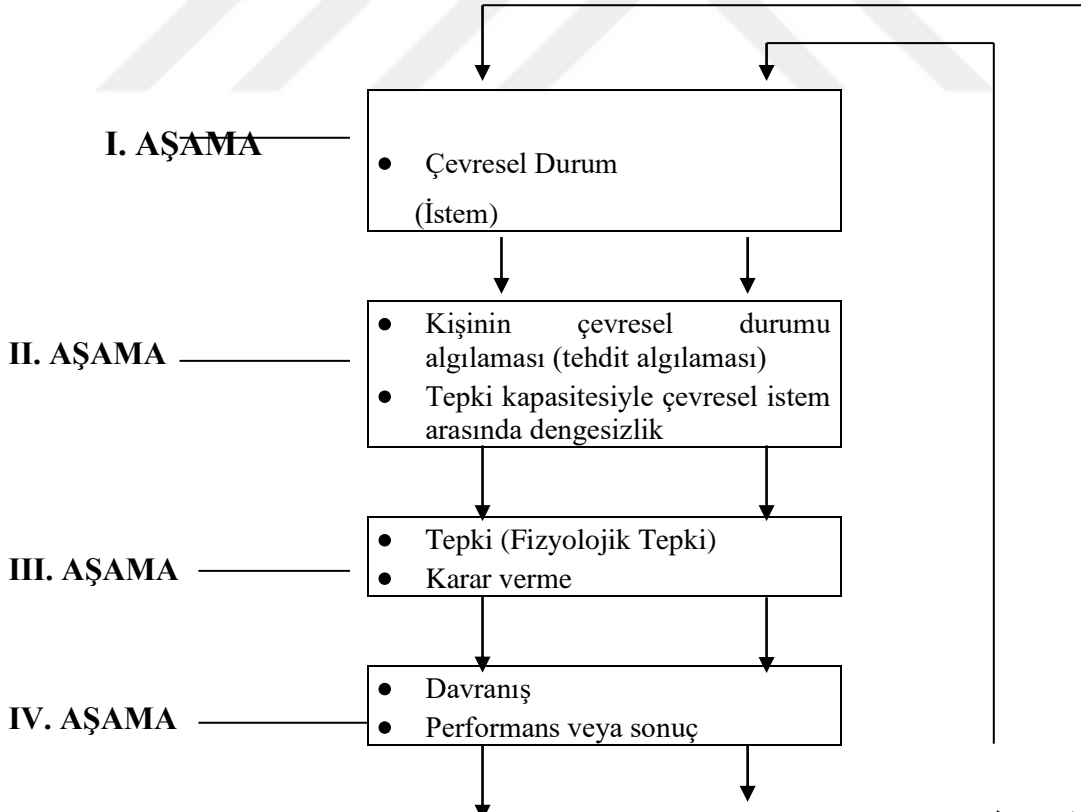 I. AŞAMA
● Çevresel Durum
(İstem)
II. AŞAMA
● Kişinin çevresel durumu
algılaması (tehdit algılaması)
● Tepki kapasitesiyle çevresel istem
arasında dengesizlik
III. AŞAMA
● Tepki (Fizyolojik Tepki)
● Karar verme
IV. AŞAMA
● Davranış
● Performans veya sonuç